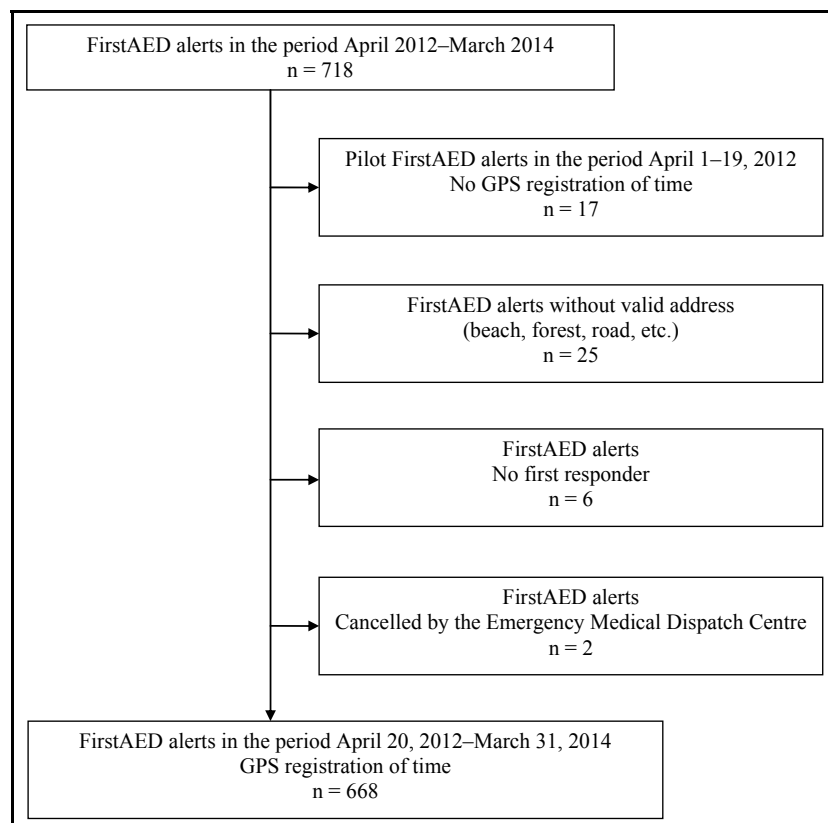 FirstAED alerts in the period April 2012–March 2014
n = 718
Pilot FirstAED alerts in the period April 1–19, 2012
No GPS registration of time
n = 17
FirstAED alerts without valid address
(beach, forest, road, etc.)
n = 25
FirstAED alerts
No first responder
n = 6
FirstAED alerts
Cancelled by the Emergency Medical Dispatch Centre
n = 2
FirstAED alerts in the period April 20, 2012–March 31, 2014
GPS registration of time
n = 668